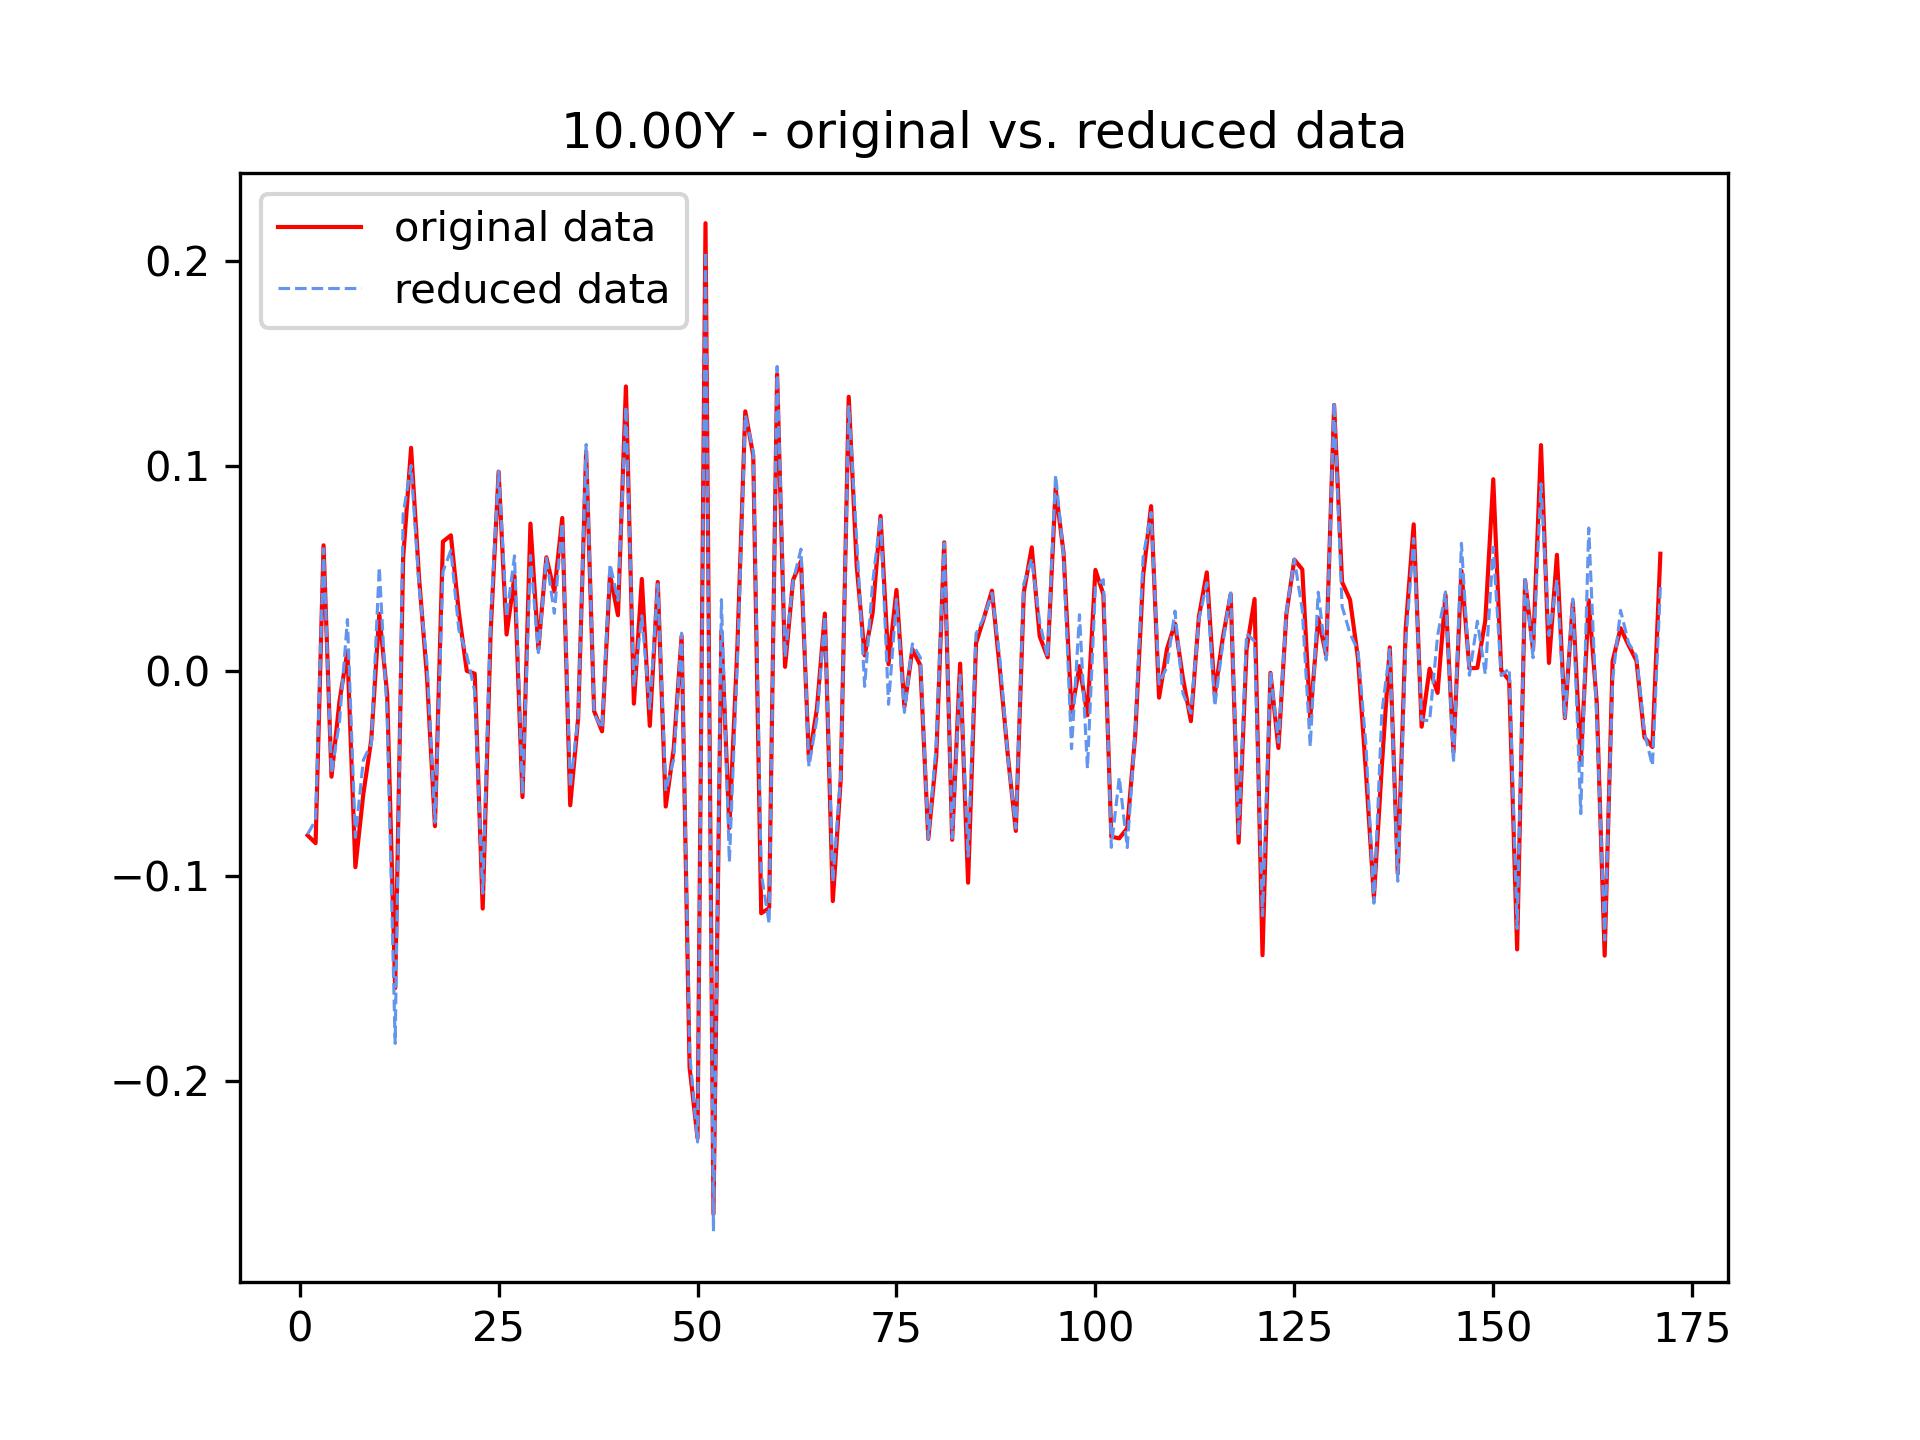 10.00Y - original vs. reduced data
original data
reduced data
0.2
0.1
0.0
−0.1
−0.2
0 25 50 75 100 125 150 175